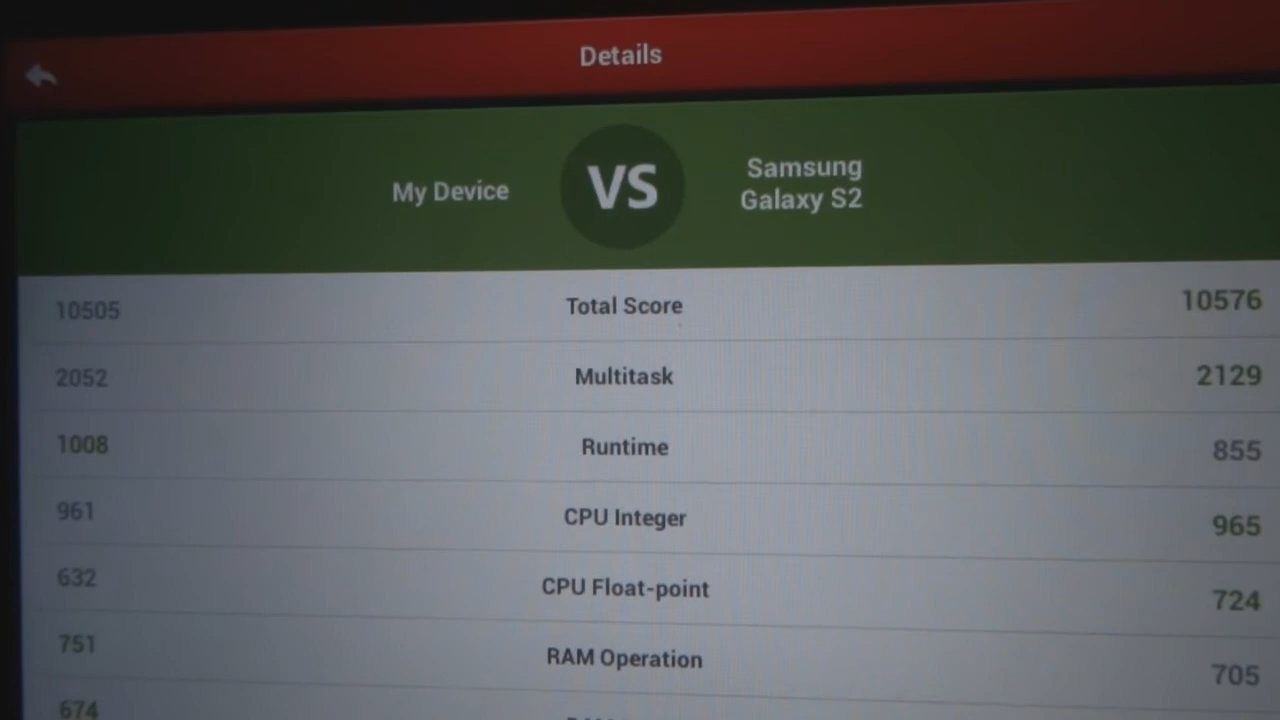 Details
My Device
VS
Samsung
Galaxy S2
10505 Total Score 10576
2052 Multitask 2129
1008 Runtime 855
961 CPU Integer 965
632 CPU Float-point 724
751 RAM Operation 705
674